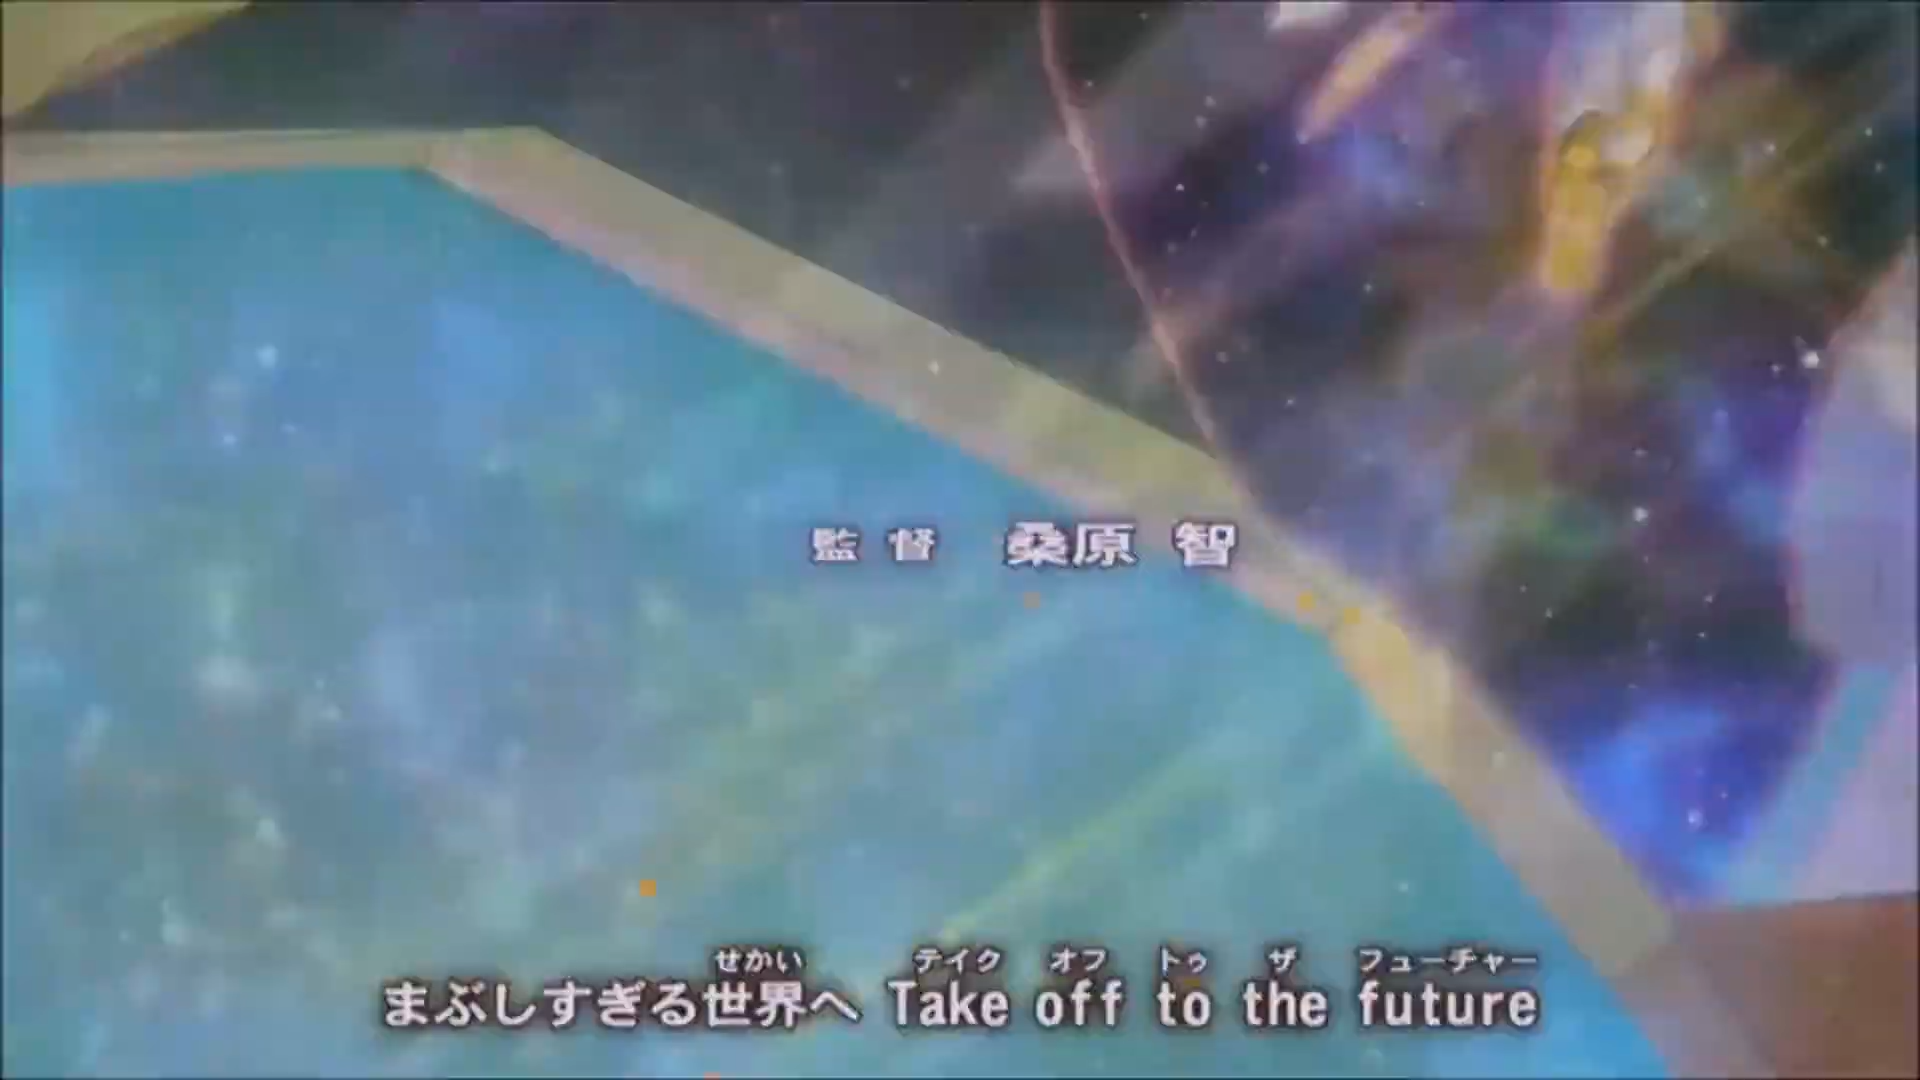 監督 桑原 智
せかい テイク オフ トゥ ザ フューチャー
まぶしすぎる世界へ Take off to the future